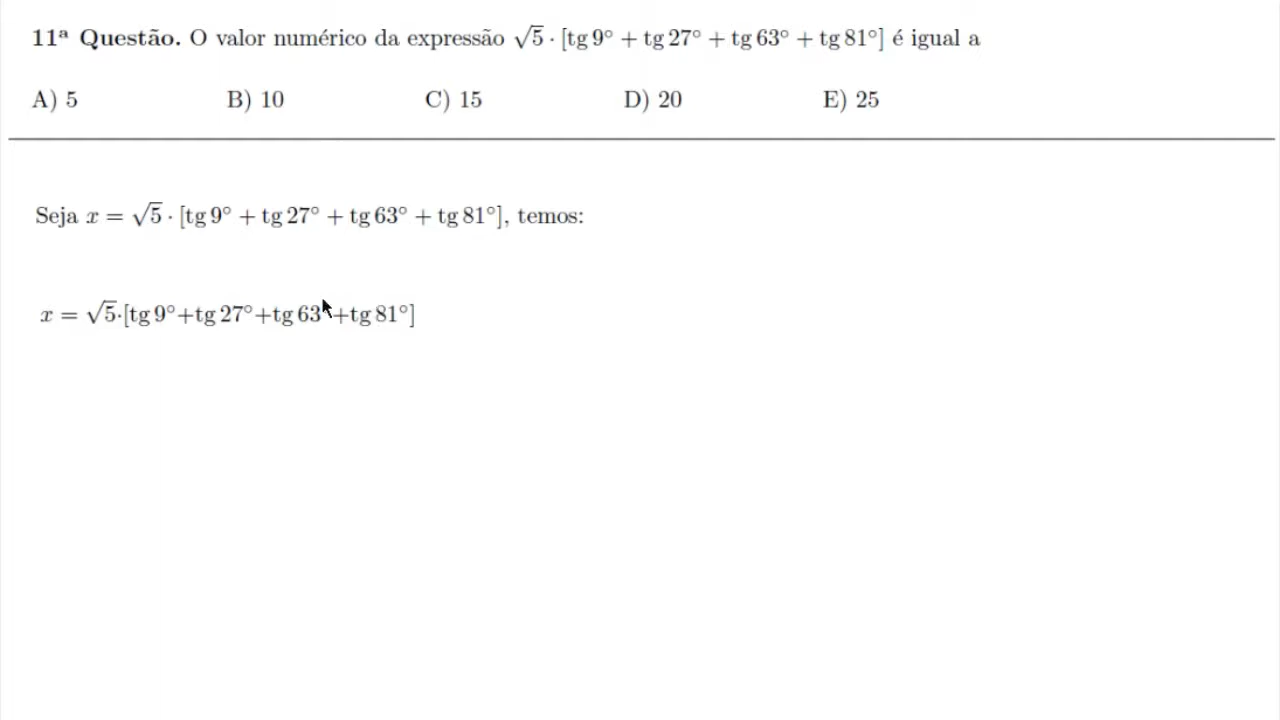 11ª Questão. O valor numérico da expressão √5 · [tg 9° + tg 27° + tg 63° + tg 81°] é igual a
A) 5 B) 10 C) 15 D) 20 E) 25
Seja x = √5 · [tg 9° + tg 27° + tg 63° + tg 81°], temos:
x = √5·[tg 9°+tg 27°+tg 63°+tg 81°]